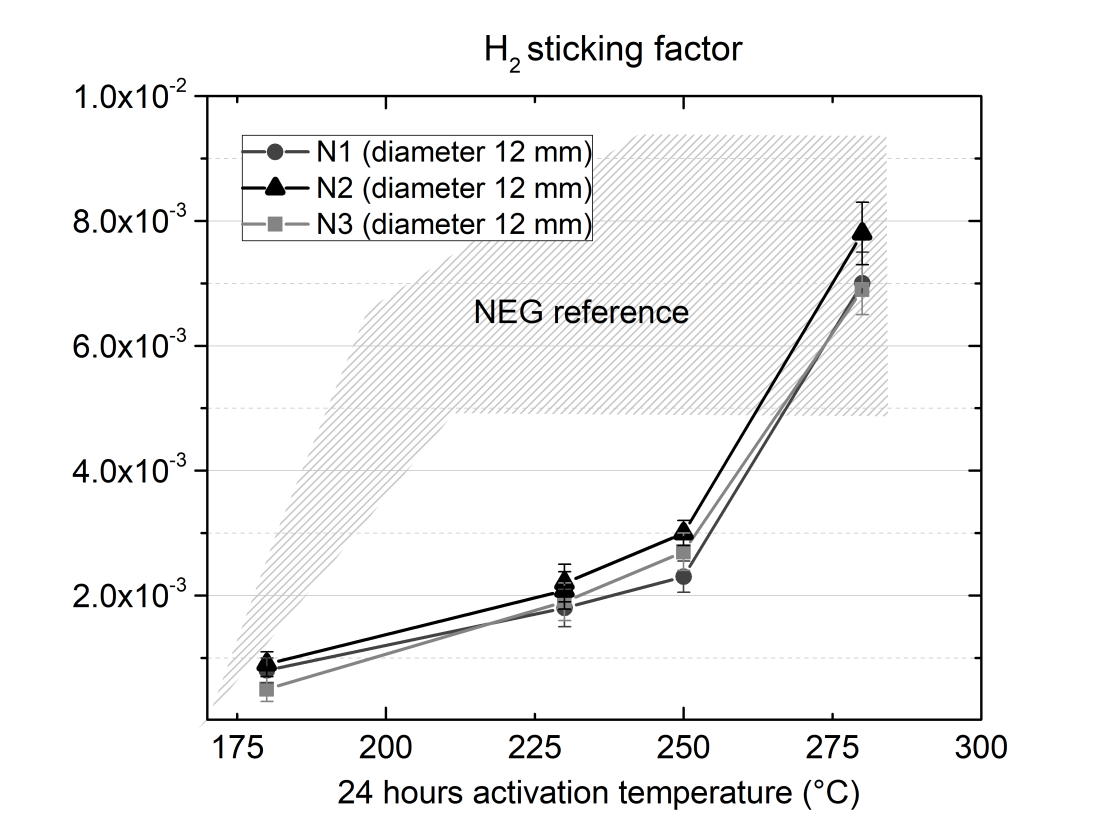 H₂ sticking factor
1.0x10⁻²
8.0x10⁻³
6.0x10⁻³
4.0x10⁻³
2.0x10⁻³
N1 (diameter 12 mm)
N2 (diameter 12 mm)
N3 (diameter 12 mm)
NEG reference
175 200 225 250 275 300
24 hours activation temperature (°C)